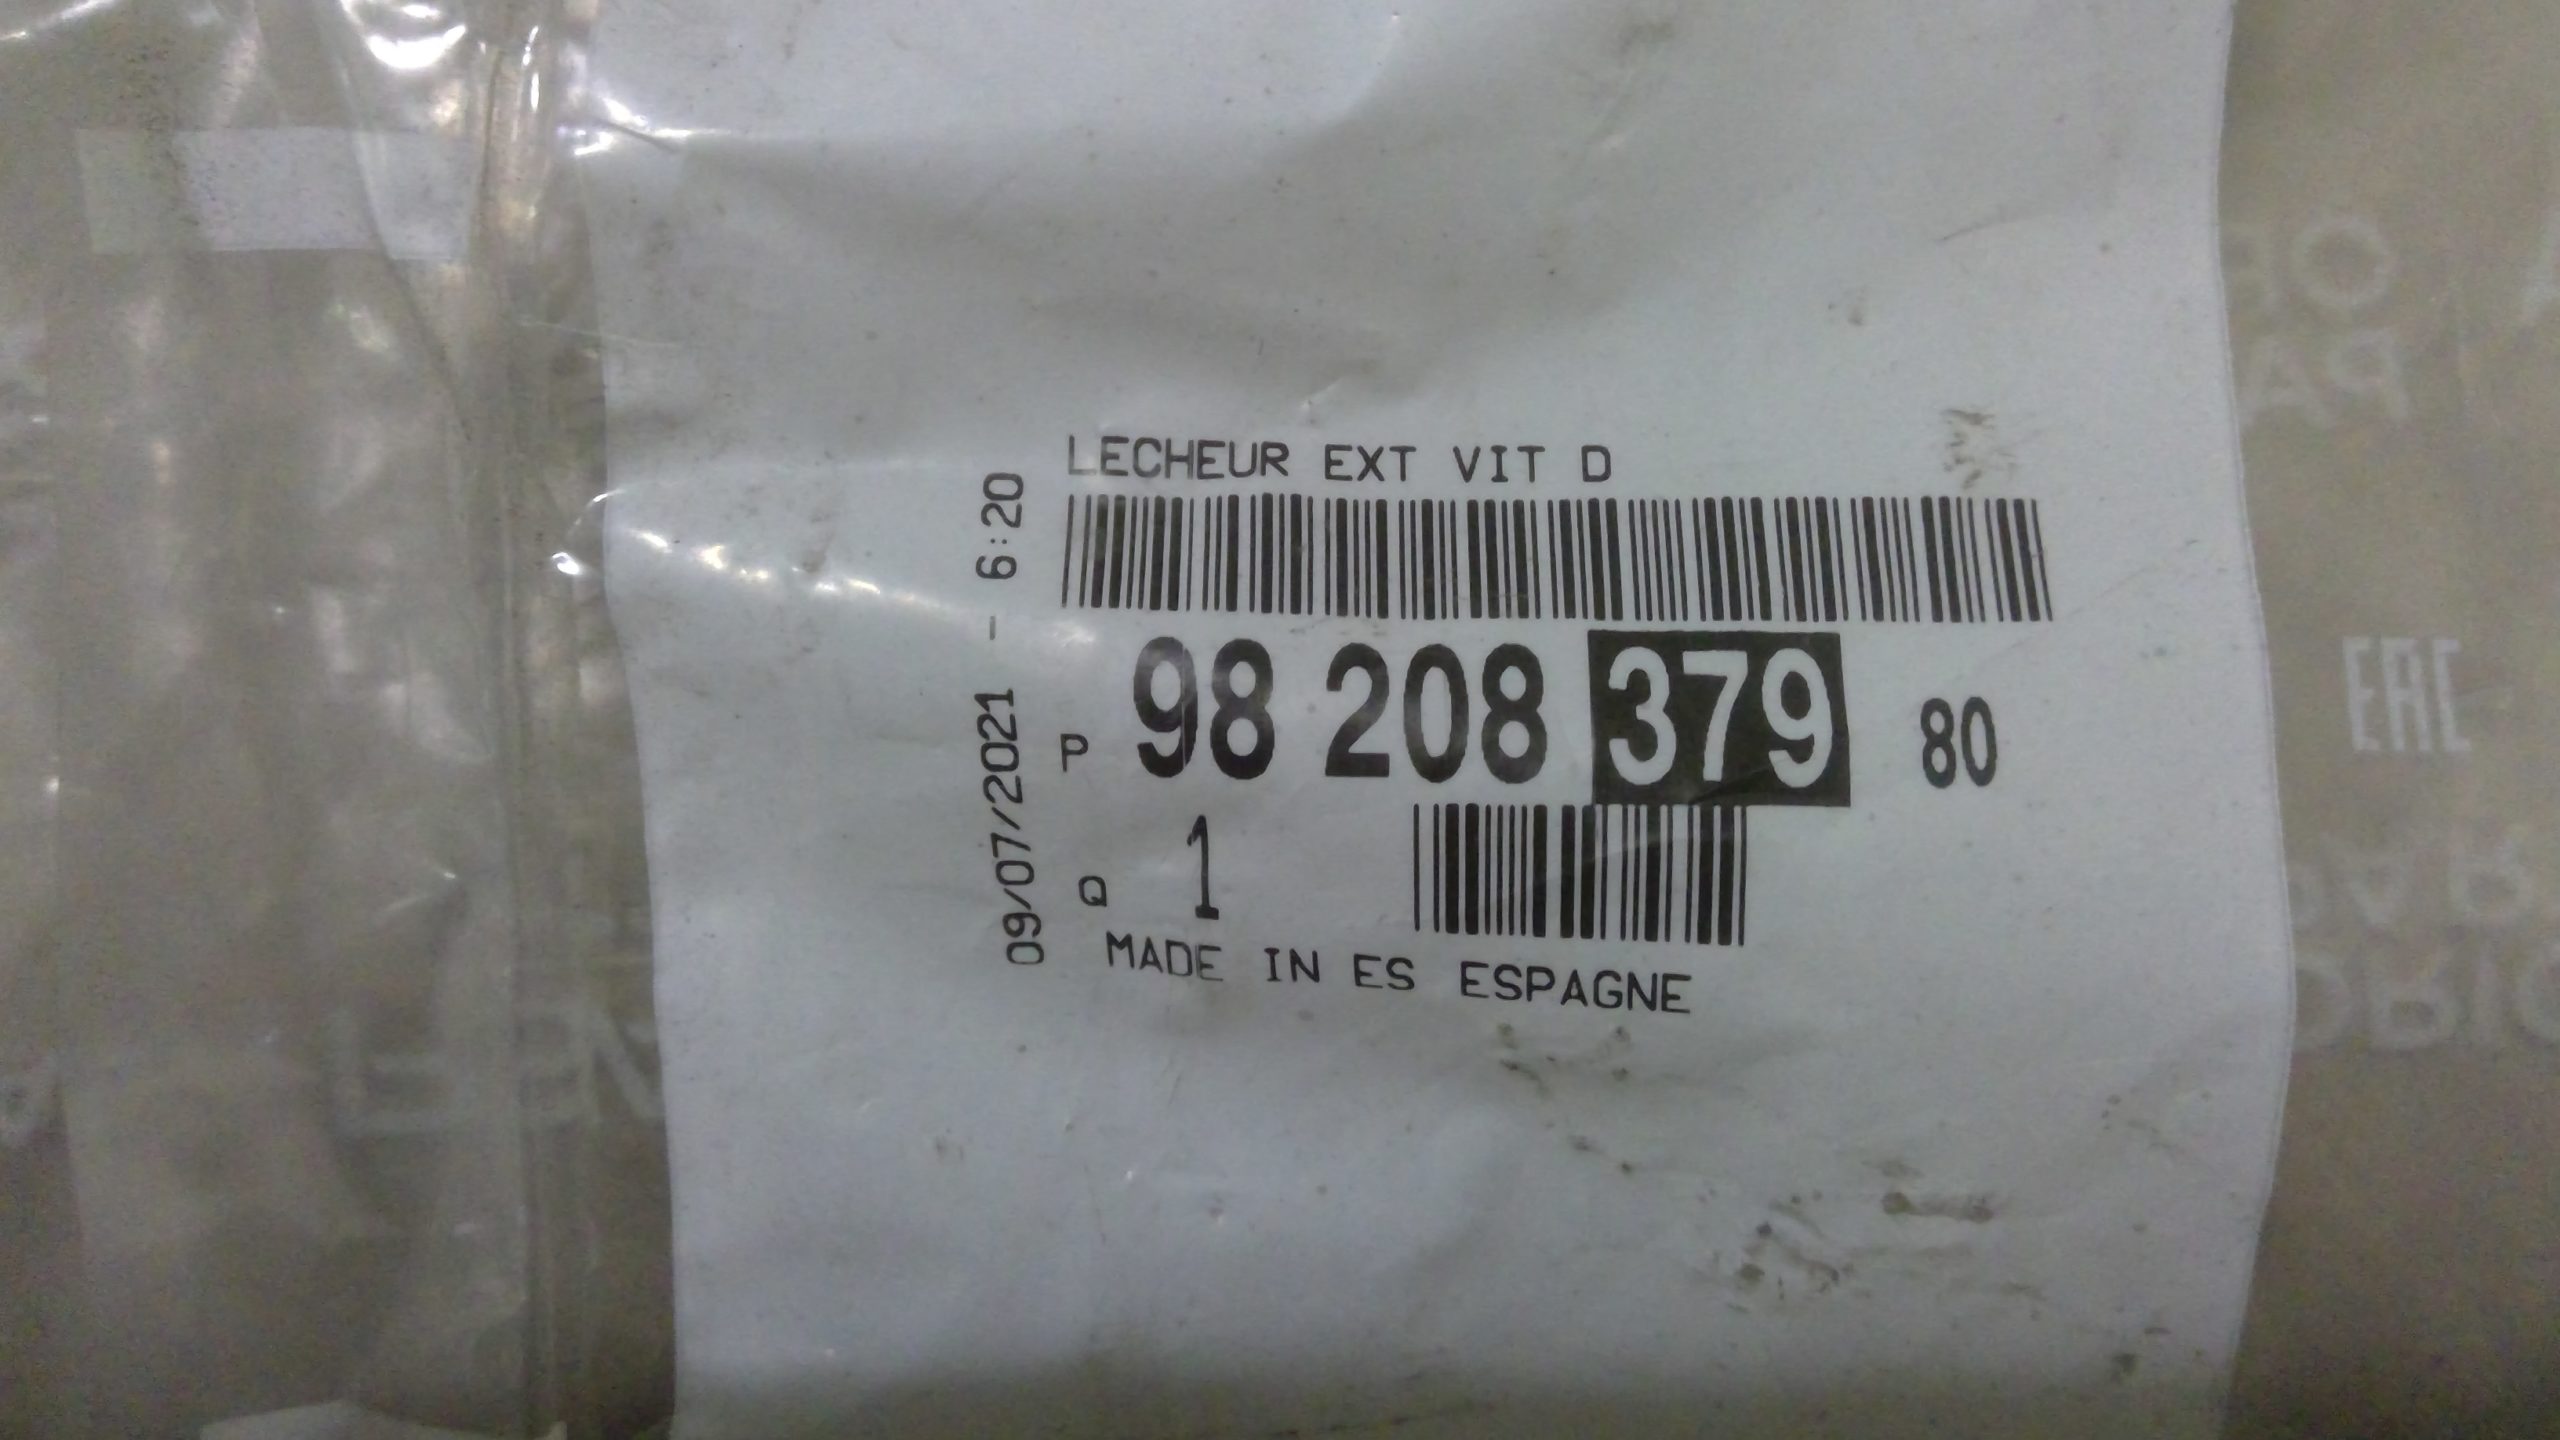 LECHEUR EXT VIT D
09/07/2021 - 6:20
P 98 208 379 80
Q 1
MADE IN ES ESPAGNE
EAC